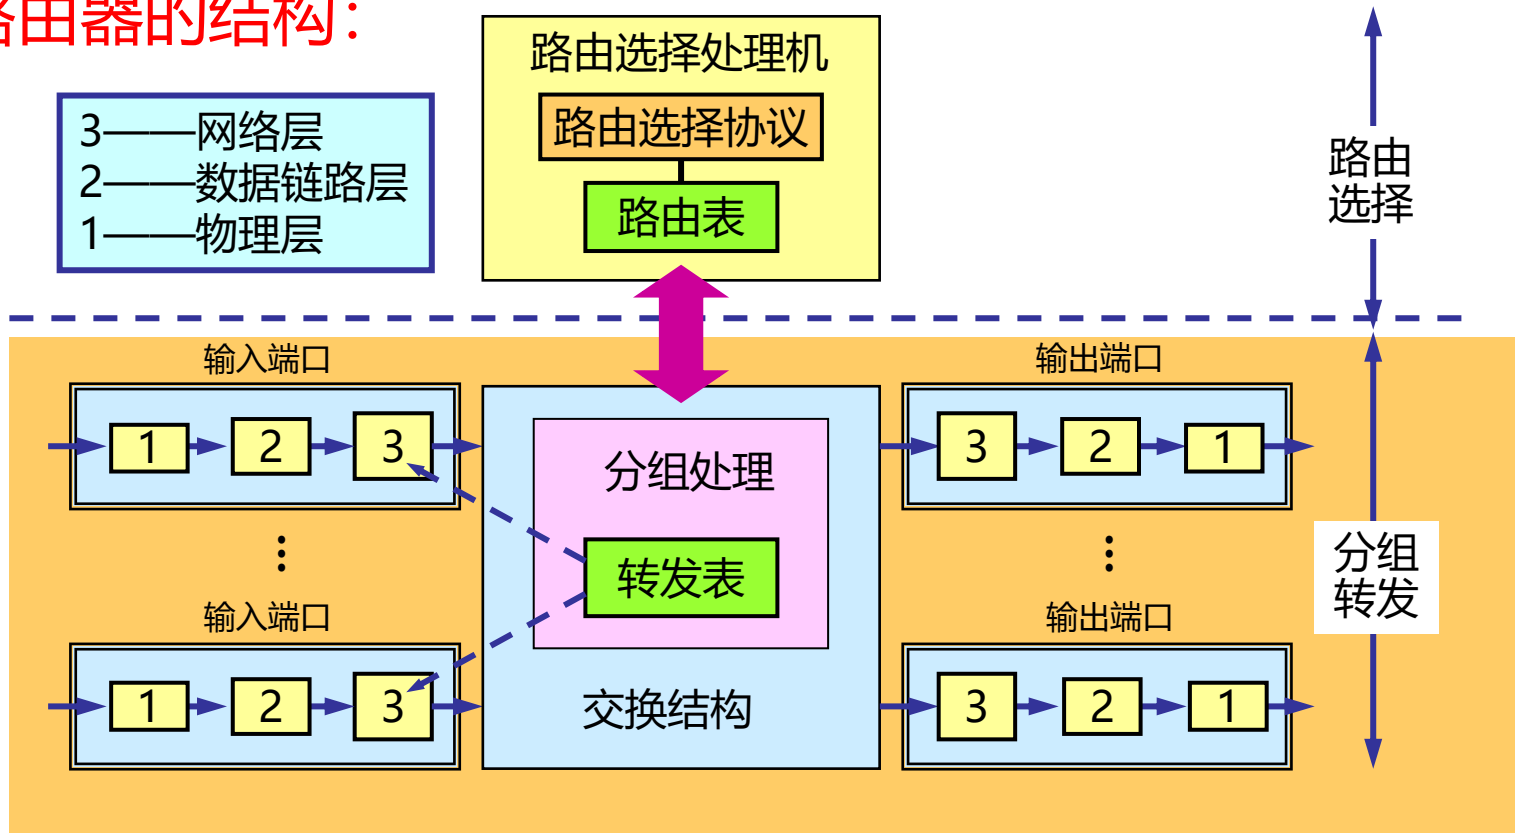 路由器的结构：
路由选择处理机
路由选择协议
路由表
3——网络层
2——数据链路层
1——物理层
路由
选择
输入端口
输出端口
1 2 3
3 2 1
分组处理
转发表
分组
转发
输入端口
输出端口
1 2 3
3 2 1
交换结构